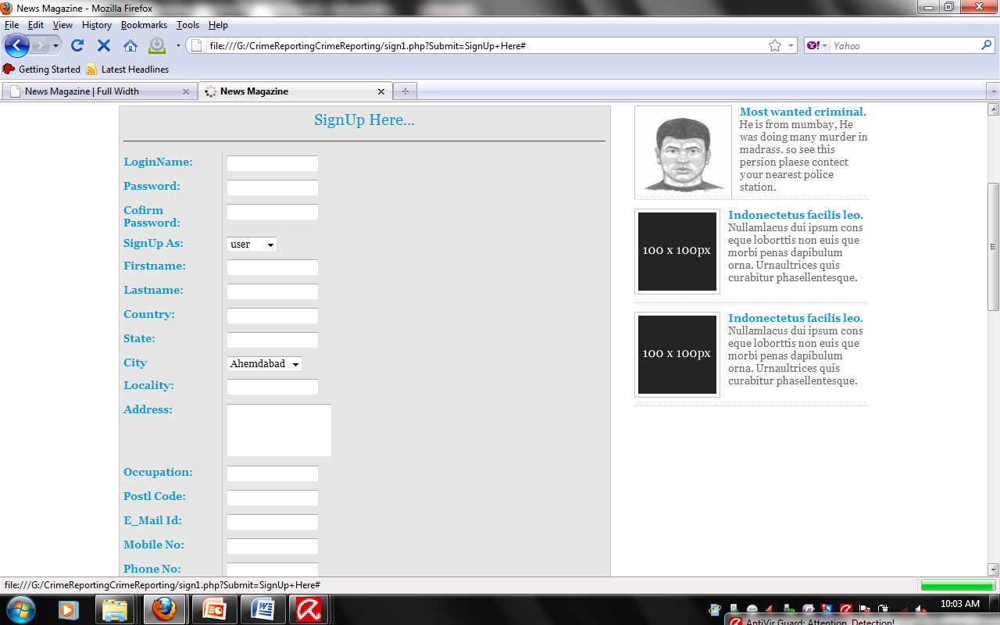 News Magazine - Mozilla Firefox
File Edit View History Bookmarks Tools Help
file:///G:/CrimeReportingCrimeReporting/sign1.php?Submit=SignUp+Here#
Yahoo
Getting Started Latest Headlines
News Magazine | Full Width
News Magazine
SignUp Here...
LoginName:
Password:
Cofirm
Password:
SignUp As:
user
Firstname:
Lastname:
Country:
State:
City
Ahemdabad
Locality:
Address:
Occupation:
Postl Code:
E_Mail Id:
Mobile No:
Phone No:
Most wanted criminal.
He is from mumbay, He
was doing many murder in
madrass. so see this
persion plaese contect
your nearest police
station.
100 x 100px
Indonectetus facilis leo.
Nullamlacus dui ipsum cons
eque loborttis non euis que
morbi penas dapibulum
orna. Urnaultrices quis
curabitur phasellentesque.
100 x 100px
Indonectetus facilis leo.
Nullamlacus dui ipsum cons
eque loborttis non euis que
morbi penas dapibulum
orna. Urnaultrices quis
curabitur phasellentesque.
file:///G:/CrimeReportingCrimeReporting/sign1.php?Submit=SignUp+Here#
10:03 AM
AntiVir Guard: Attention, Detection!